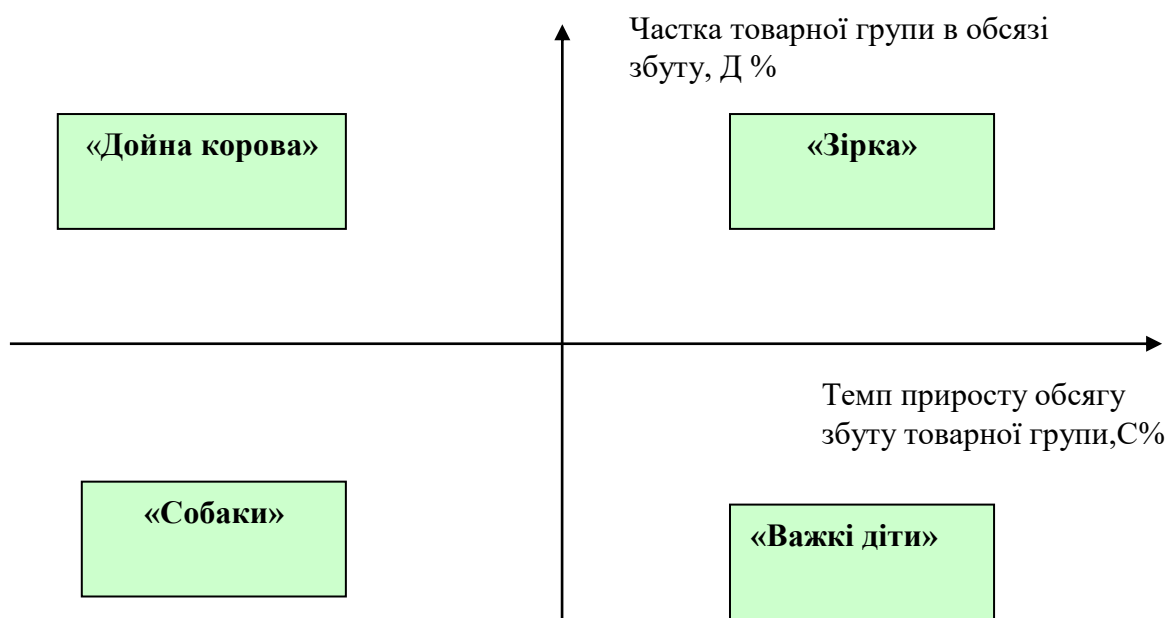 Частка товарної групи в обсязі
збуту, Д %
«Дойна корова»
«Зірка»
Темп приросту обсягу
збуту товарної групи,С%
«Собаки»
«Важкі діти»